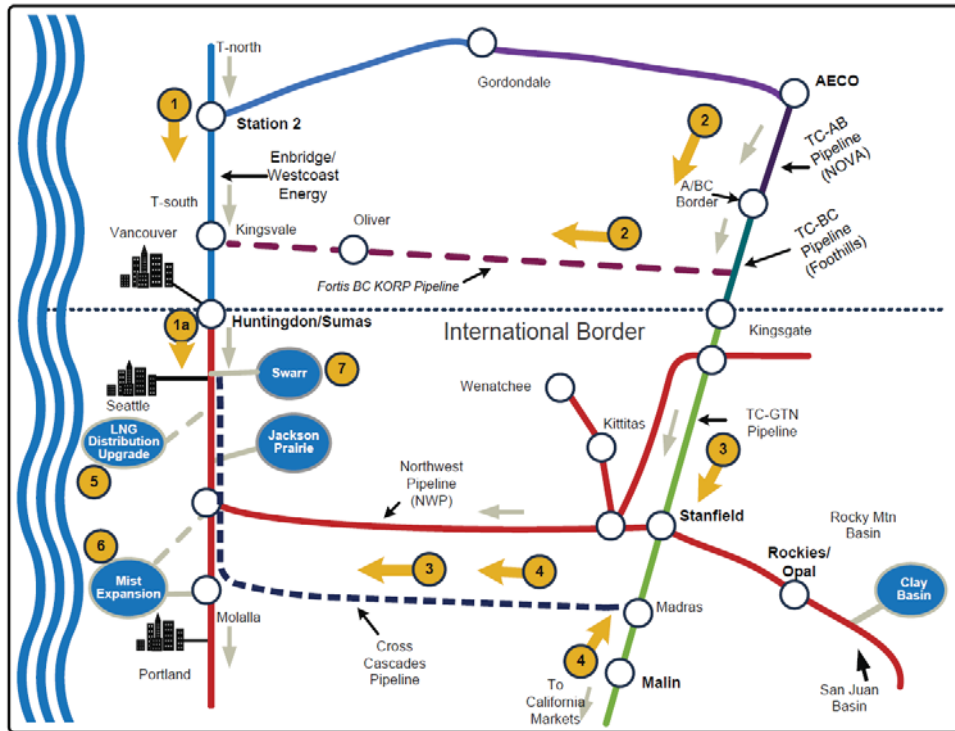 T-north
Gordondale
AECO
1
Station 2
2
TC-AB
Pipeline
(NOVA)
Enbridge/
Westcoast
Energy
A/BC
Border
T-south
Vancouver
Kingsvale
Oliver
2
TC-BC
Pipeline
(Foothills)
Fortis BC KORP Pipeline
Huntingdon/Sumas
International Border
1a
Kingsgate
Swarr
7
Wenatchee
Seattle
LNG
Distribution
Upgrade
Jackson
Prairie
Kittitas
TC-GTN
Pipeline
3
5
Northwest
Pipeline
(NWP)
Stanfield
Rocky Mtn
Basin
6
Rockies/
Opal
Mist
Expansion
3
4
Clay
Basin
Molalla
Madras
Cross
Cascades
Pipeline
4
Portland
To
California
Markets
Malin
San Juan
Basin